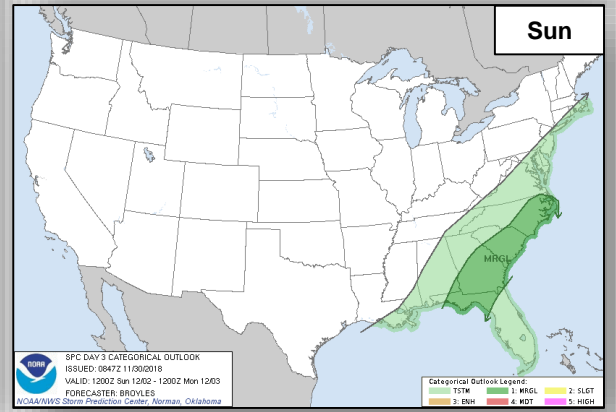 Sun
MRGL
NOAA
SPC DAY 3 CATEGORICAL OUTLOOK
ISSUED: 0847Z 11/30/2018
VALID: 1200Z Sun 12/02 - 1200Z Mon 12/03
FORECASTER: BROYLES
NOAA/NWS Storm Prediction Center, Norman, Oklahoma
Categorical Outlook Legend:
TSTM 1: MRGL 2: SLGT
3: ENH 4: MDT 5: HIGH